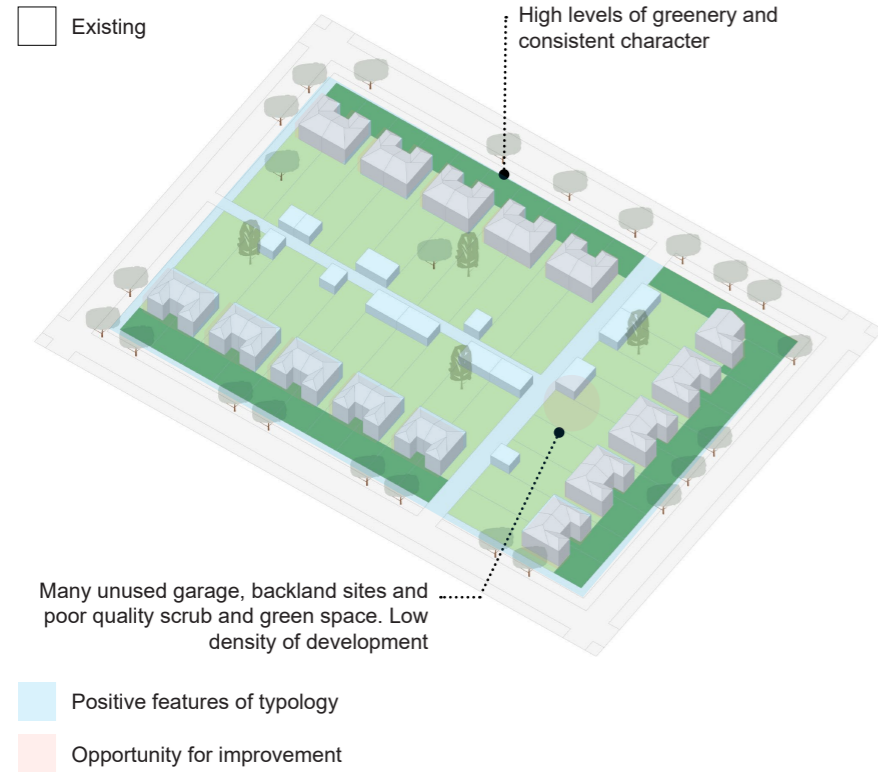 Existing
High levels of greenery and
consistent character
Many unused garage, backland sites and
poor quality scrub and green space. Low
density of development
Positive features of typology
Opportunity for improvement